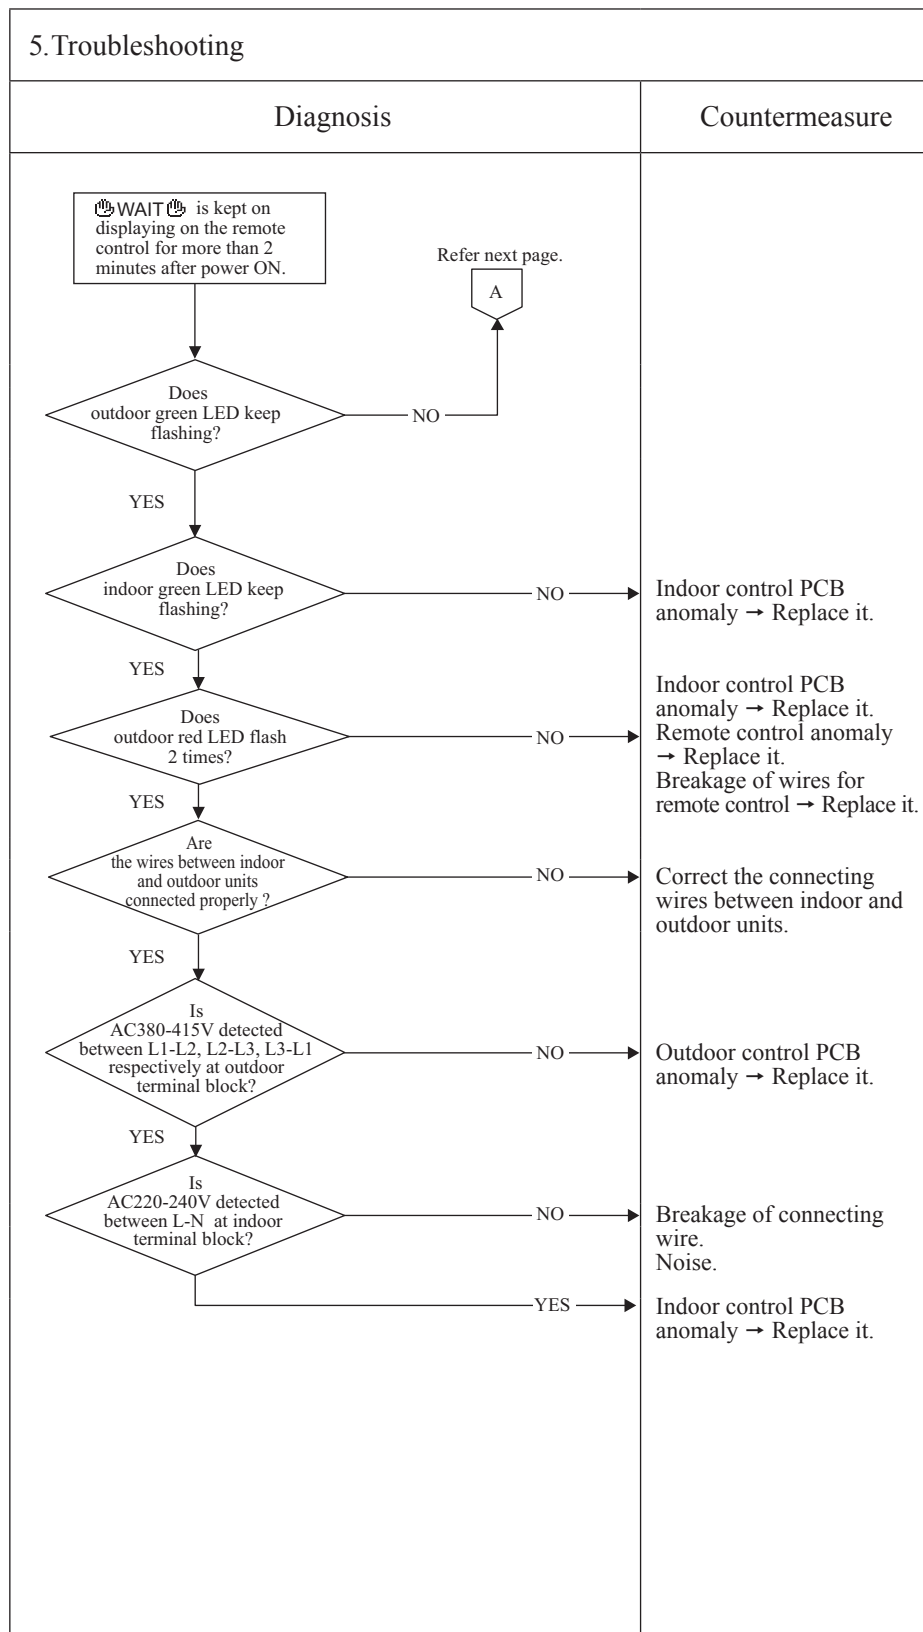 5.Troubleshooting
Diagnosis
Countermeasure
WAIT is kept on
displaying on the remote
control for more than 2
minutes after power ON.
Refer next page.
A
Does
outdoor green LED keep
flashing?
NO
YES
Does
indoor green LED keep
flashing?
NO
Indoor control PCB
anomaly → Replace it.
YES
Does
outdoor red LED flash
2 times?
NO
Indoor control PCB
anomaly → Replace it.
Remote control anomaly
→ Replace it.
Breakage of wires for
remote control → Replace it.
YES
Are
the wires between indoor
and outdoor units
connected properly ?
NO
Correct the connecting
wires between indoor and
outdoor units.
YES
Is
AC380-415V detected
between L1-L2, L2-L3, L3-L1
respectively at outdoor
terminal block?
NO
Outdoor control PCB
anomaly → Replace it.
YES
Is
AC220-240V detected
between L-N at indoor
terminal block?
NO
Breakage of connecting
wire.
Noise.
YES
Indoor control PCB
anomaly → Replace it.